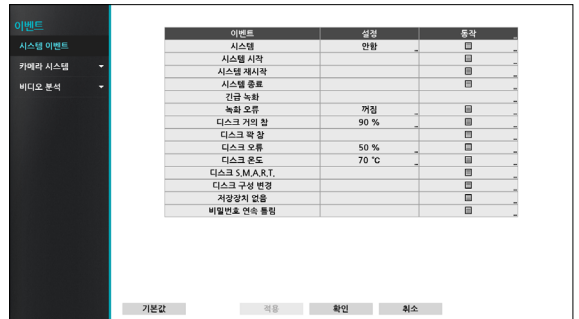 이벤트
시스템 이벤트
카메라 시스템
비디오 분석
이벤트 설정 동작
시스템 안함
시스템 시작
시스템 재시작
시스템 종료
긴급 녹화
녹화 오류 꺼짐
디스크 거의 참 90 %
디스크 꽉 참
디스크 오류 50 %
디스크 온도 70 °C
디스크 S.M.A.R.T.
디스크 구성 변경
저장장치 없음
비밀번호 연속 틀림
기본값 적용 확인 취소